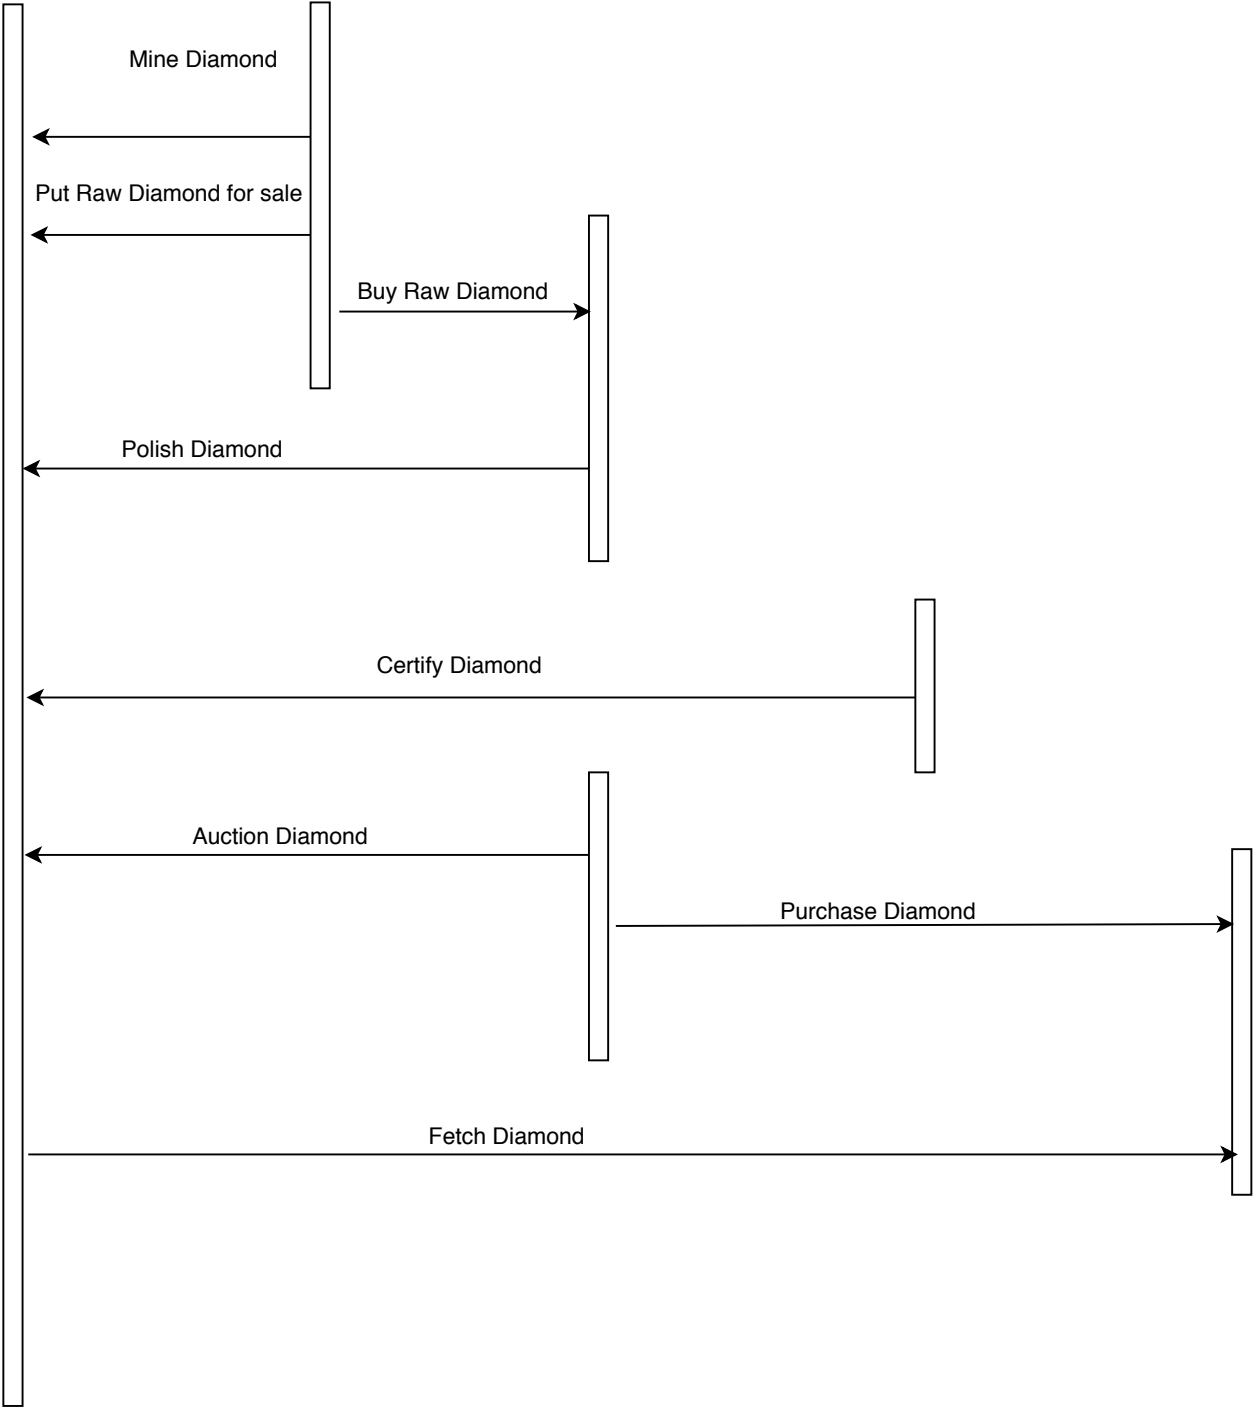 Mine Diamond
Put Raw Diamond for sale
Buy Raw Diamond
Polish Diamond
Certify Diamond
Auction Diamond
Purchase Diamond
Fetch Diamond